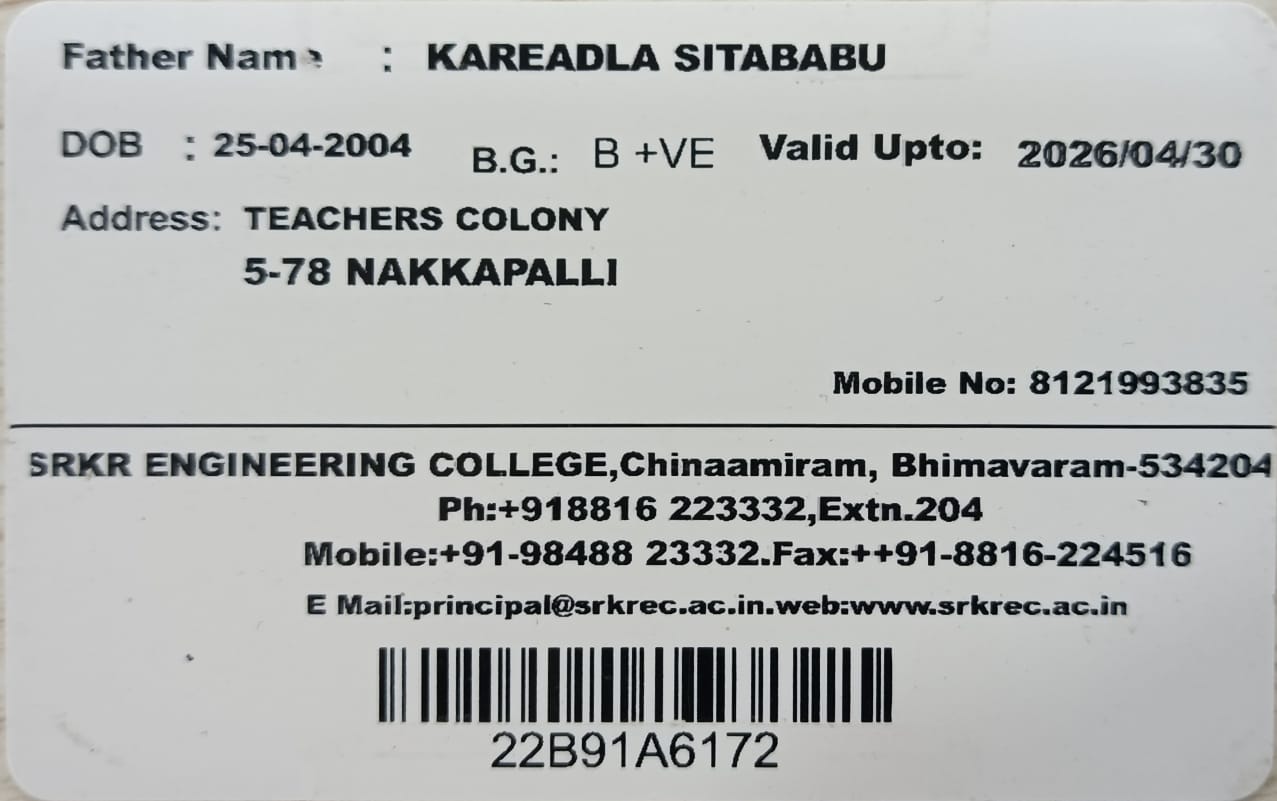 Father Name : KAREADLA SITABABU
DOB : 25-04-2004 B.G.: B +VE Valid Upto: 2026/04/30
Address: TEACHERS COLONY
5-78 NAKKAPALLI
Mobile No: 8121993835
SRKR ENGINEERING COLLEGE,Chinaamiram, Bhimavaram-534204
Ph:+918816 223332,Extn.204
Mobile:+91-98488 23332.Fax:++91-8816-224516
E Mail:principal@srkrec.ac.in.web:www.srkrec.ac.in
22B91A6172